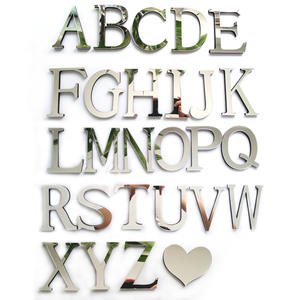 ABCDE
FGHIJK
LMNOPQ
RSTUVW
XYZ